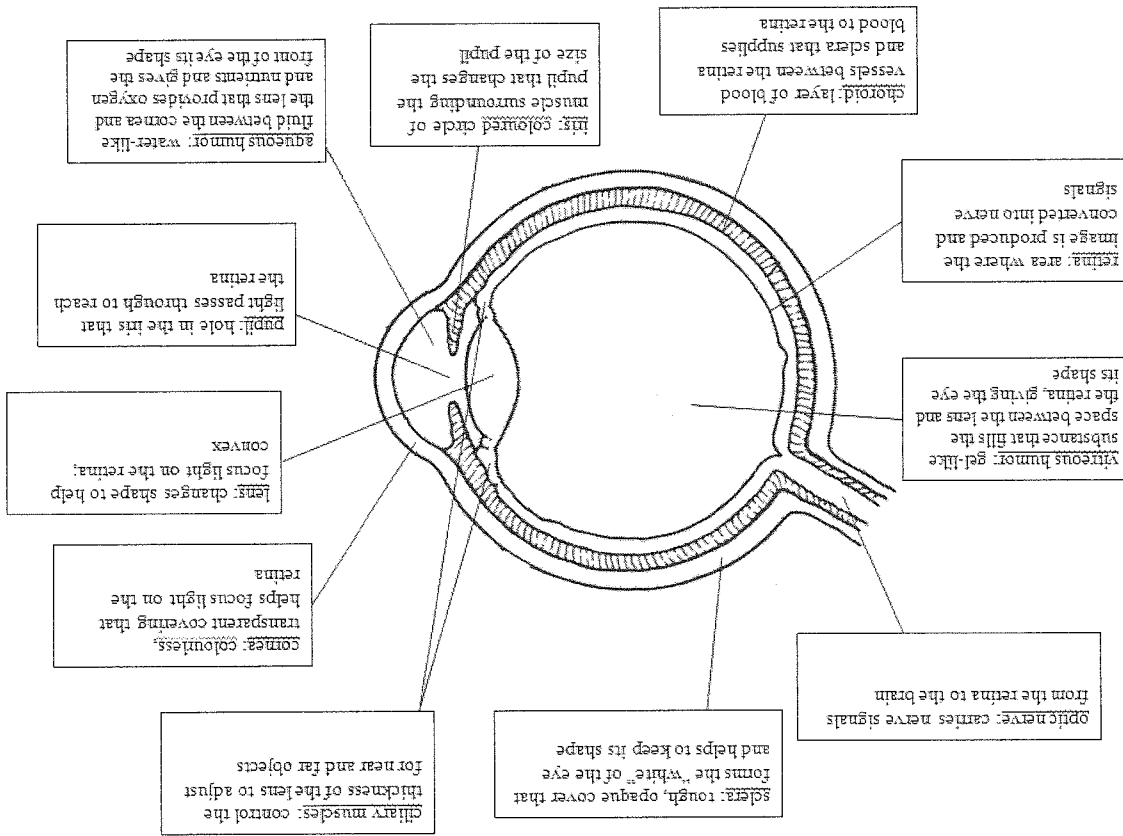 optic nerve: carries nerve signals
from the retina to the brain
sclera: tough, opaque cover that
forms the "white" of the eye
and helps to keep its shape
ciliary muscles: control the
thickness of the lens to adjust
for near and far objects
cornea: colourless,
transparent covering that
helps focus light on the
retina
lens: changes shapes to help
focus light on the retina;
convex
vitreous humor: gel-like
substance that fills the
space between the lens and
the retina, giving the eye
its shape
pupil: hole in the iris that
light passes through to reach
the retina
retina: area where the
image is produced and
converted into nerve
signals
choroid: layer of blood
vessels between the retina
and sclera that supplies
blood to the retina
iris: coloured circle of
muscle surrounding the
pupil that changes the
size of the pupil
aqueous humor: water-like
fluid between the cornea and
the lens that provides oxygen
and nutrients and gives the
front of the eye its shape